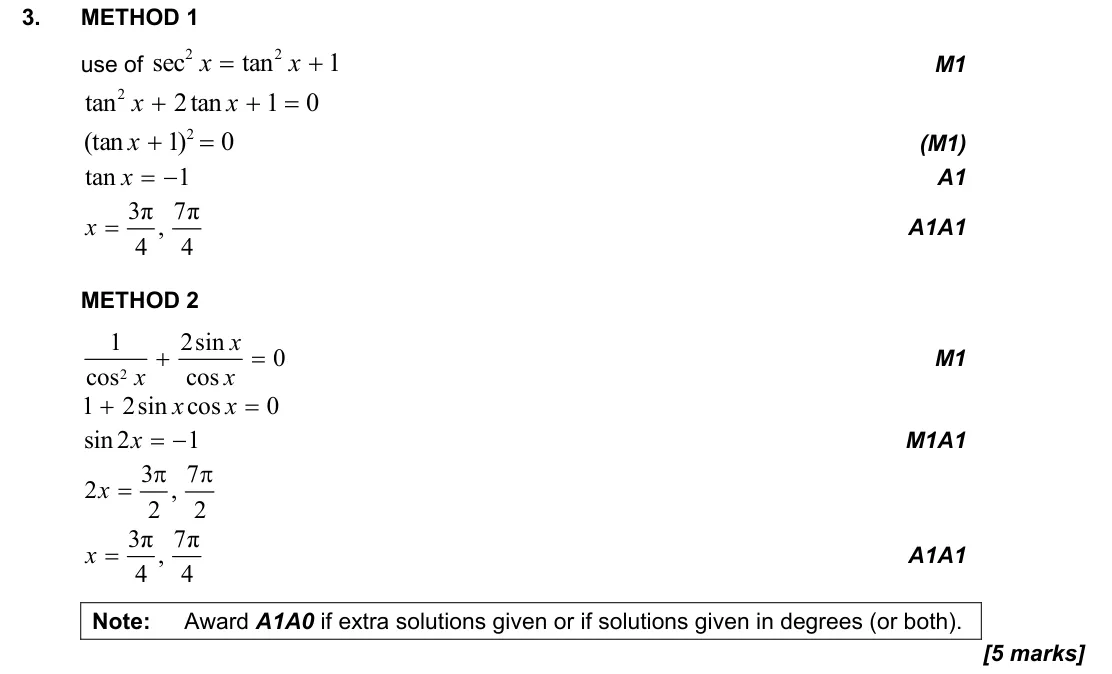 3. METHOD 1
use of sec² x = tan² x + 1 M1
tan² x + 2 tan x + 1 = 0
(tan x + 1)² = 0 (M1)
tan x = −1 A1
x = 3π/4, 7π/4 A1A1
METHOD 2
1/cos² x + 2 sin x/cos x = 0 M1
1 + 2 sin x cos x = 0
sin 2x = −1 M1A1
2x = 3π/2, 7π/2
x = 3π/4, 7π/4 A1A1
Note: Award A1A0 if extra solutions given or if solutions given in degrees (or both).
[5 marks]